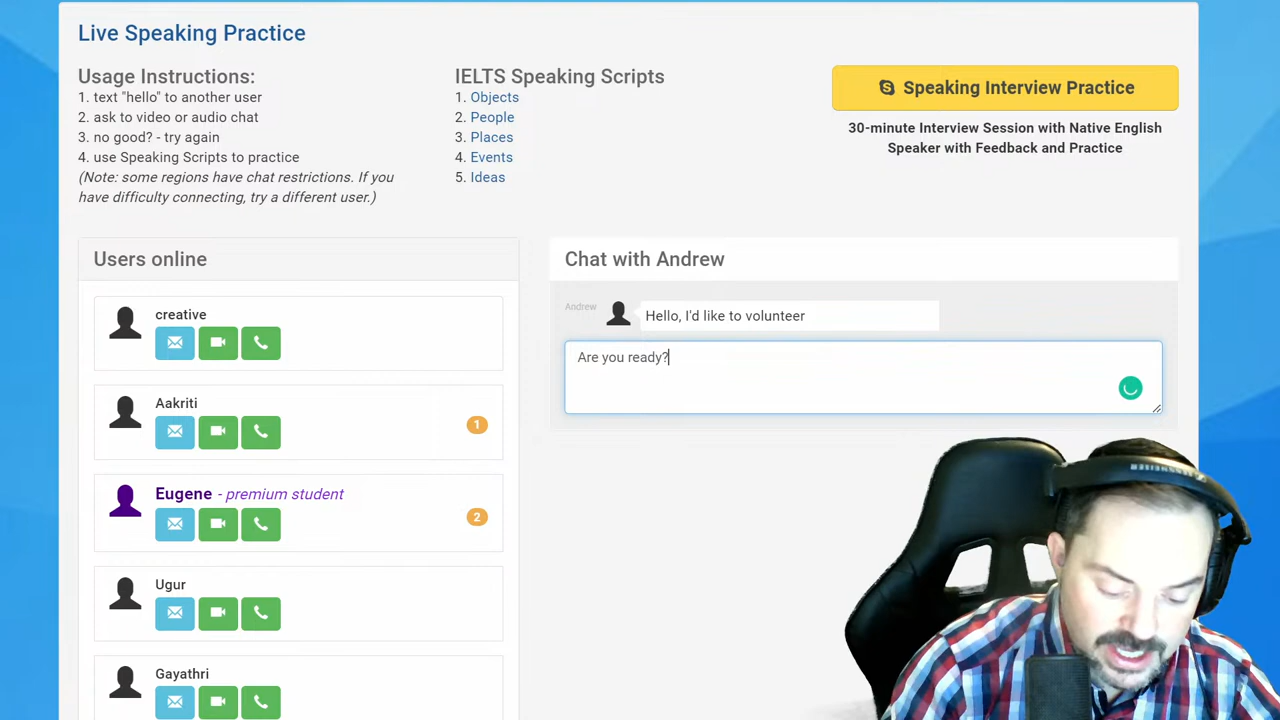 Live Speaking Practice
Usage Instructions:
1. text "hello" to another user
2. ask to video or audio chat
3. no good? - try again
4. use Speaking Scripts to practice
(Note: some regions have chat restrictions. If you
have difficulty connecting, try a different user.)
IELTS Speaking Scripts
1. Objects
2. People
3. Places
4. Events
5. Ideas
Speaking Interview Practice
30-minute Interview Session with Native English
Speaker with Feedback and Practice
Users online
creative
Aakriti
1
Eugene - premium student
2
Ugur
Gayathri
Chat with Andrew
Andrew
Hello, I'd like to volunteer
Are you ready?
SENNHEISER